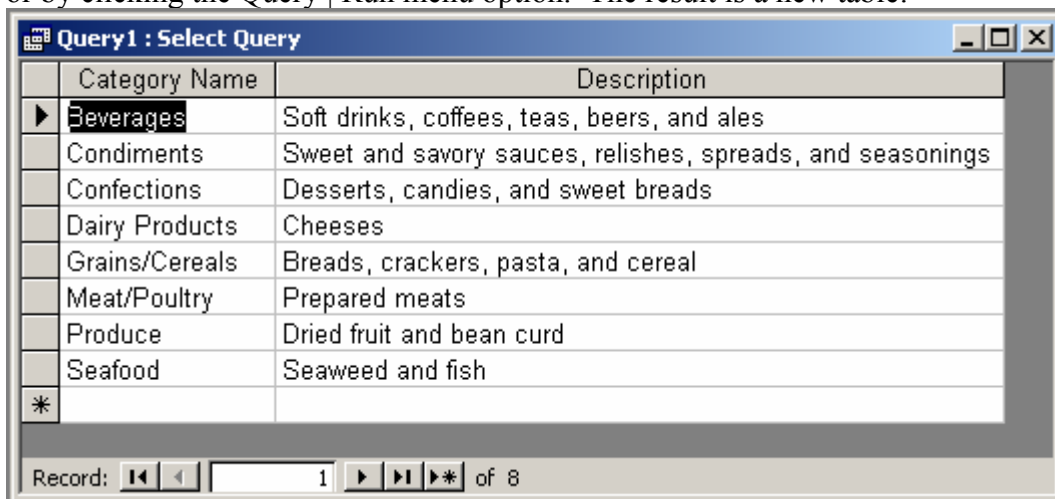 or by clicking the Query | Run menu option. The result is a new table:
Query1 : Select Query
Category Name Description
Beverages Soft drinks, coffees, teas, beers, and ales
Condiments Sweet and savory sauces, relishes, spreads, and seasonings
Confections Desserts, candies, and sweet breads
Dairy Products Cheeses
Grains/Cereals Breads, crackers, pasta, and cereal
Meat/Poultry Prepared meats
Produce Dried fruit and bean curd
Seafood Seaweed and fish
Record: 1 of 8